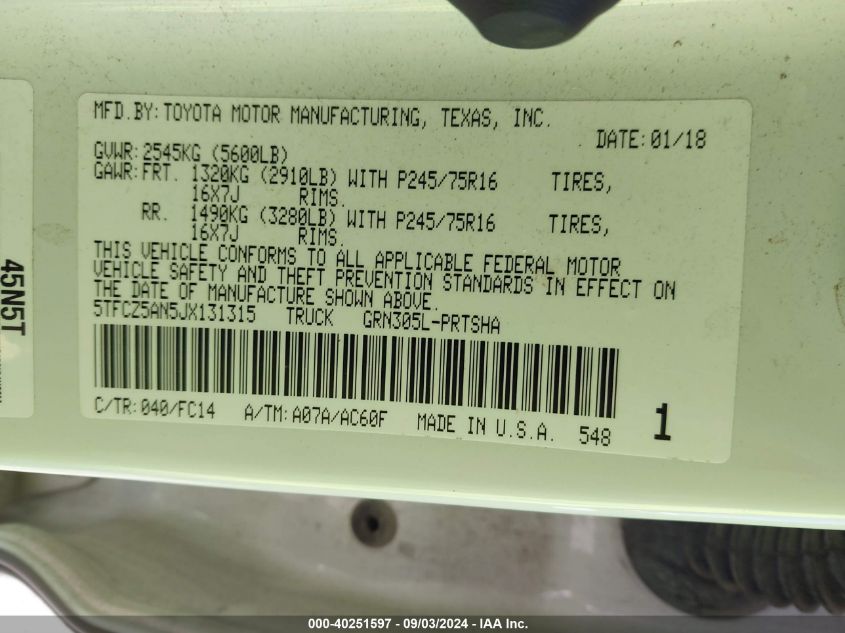 MFD.BY:TOYOTA MOTOR MANUFACTURING, TEXAS, INC.
DATE:01/18
GVWR:2545KG (5600LB)
GAWR:FRT. 1320KG (2910LB) WITH P245/75R16 TIRES,
16X7J RIMS.
RR. 1490KG (3280LB) WITH P245/75R16 TIRES,
16X7J RIMS.
THIS VEHICLE CONFORMS TO ALL APPLICABLE FEDERAL MOTOR
VEHICLE SAFETY AND THEFT PREVENTION STANDARDS IN EFFECT ON
THE DATE OF MANUFACTURE SHOWN ABOVE.
5TFCZ5AN5JX131315 TRUCK GRN305L-PRTSHA
C/TR:040/FC14 A/TM:A07A/AC60F MADE IN U.S.A. 548 1
45N5T
000-40251597 - 09/03/2024 - IAA Inc.